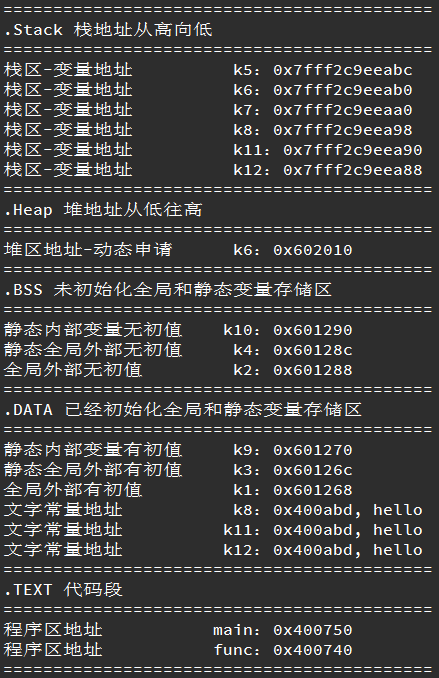 ===========================================
.Stack 栈地址从高向低
===========================================
栈区-变量地址          k5：0x7fff2c9eeabc
栈区-变量地址          k6：0x7fff2c9eeab0
栈区-变量地址          k7：0x7fff2c9eeaa0
栈区-变量地址          k8：0x7fff2c9eea98
栈区-变量地址         k11：0x7fff2c9eea90
栈区-变量地址         k12：0x7fff2c9eea88
===========================================
.Heap 堆地址从低往高
===========================================
堆区地址-动态申请      k6：0x602010
===========================================
.BSS 未初始化全局和静态变量存储区
===========================================
静态内部变量无初值    k10：0x601290
静态全局外部无初值     k4：0x60128c
全局外部无初值         k2：0x601288
===========================================
.DATA 已经初始化全局和静态变量存储区
===========================================
静态内部变量有初值     k9：0x601270
静态全局外部有初值     k3：0x60126c
全局外部有初值         k1：0x601268
文字常量地址           k8：0x400abd, hello
文字常量地址          k11：0x400abd, hello
文字常量地址          k12：0x400abd, hello
===========================================
.TEXT 代码段
===========================================
程序区地址           main：0x400750
程序区地址           func：0x400740
===========================================